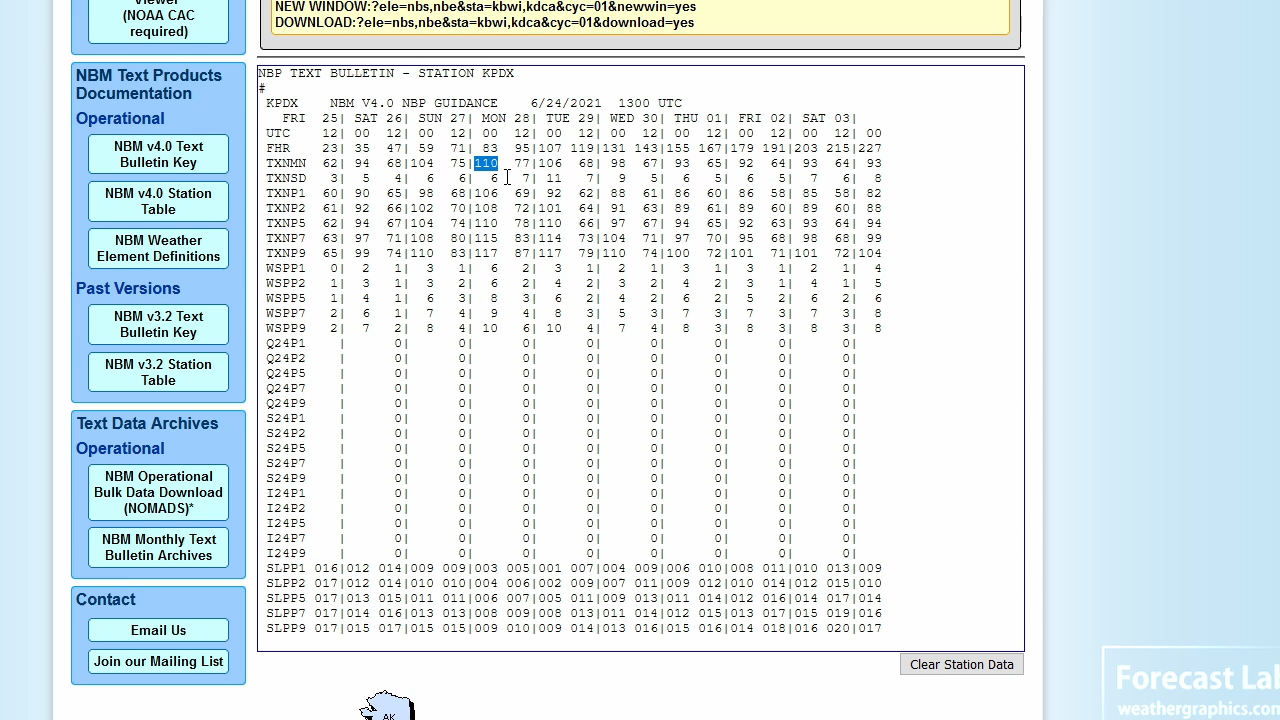 Viewer
(NOAA CAC
required)
NEW WINDOW:?ele=nbs,nbe&sta=kbwi,kdca&cyc=01&newwin=yes
DOWNLOAD:?ele=nbs,nbe&sta=kbwi,kdca&cyc=01&download=yes
NBM Text Products
Documentation
Operational
NBM v4.0 Text
Bulletin Key
NBM v4.0 Station
Table
NBM Weather
Element Definitions
Past Versions
NBM v3.2 Text
Bulletin Key
NBM v3.2 Station
Table
Text Data Archives
Operational
NBM Operational
Bulk Data Download
(NOMADS)*
NBM Monthly Text
Bulletin Archives
Contact
Email Us
Join our Mailing List
NBP TEXT BULLETIN - STATION KPDX
#
KPDX    NBM V4.0 NBP GUIDANCE    6/24/2021  1300 UTC
FRI  25| SAT 26| SUN 27| MON 28| TUE 29| WED 30| THU 01| FRI 02| SAT 03|
UTC    12| 00  12| 00  12| 00  12| 00  12| 00  12| 00  12| 00  12| 00  12| 00
FHR    23| 35  47| 59  71| 83  95|107 119|131 143|155 167|179 191|203 215|227
TXNMN  62| 94  68|104  75|110  77|106  68| 98  67| 93  65| 92  64| 93  64| 93
TXNSD   3|  5   4|  6   6|  6   7| 11   7|  9   5|  6   5|  6   5|  7   6|  8
TXNP1  60| 90  65| 98  68|106  69| 92  62| 88  61| 86  60| 86  58| 85  58| 82
TXNP2  61| 92  66|102  70|108  72|101  64| 91  63| 89  61| 89  60| 89  60| 88
TXNP5  62| 94  67|104  74|110  78|110  66| 97  67| 94  65| 92  63| 94  64| 94
TXNP7  63| 97  71|108  80|115  83|114  73|104  71| 97  70| 95  68| 98  68| 99
TXNP9  65| 99  74|110  83|117  87|117  79|110  74|100  72|101  71|101  72|104
WSPP1   0|  2   1|  3   1|  6   2|  3   1|  2   1|  3   1|  3   1|  2   1|  4
WSPP2   1|  3   1|  3   2|  6   2|  4   2|  3   2|  4   2|  3   1|  4   1|  5
WSPP5   1|  4   1|  6   3|  8   3|  6   2|  4   2|  6   2|  5   2|  6   2|  6
WSPP7   2|  6   1|  7   4|  9   4|  8   3|  5   3|  7   3|  7   3|  7   3|  8
WSPP9   2|  7   2|  8   4| 10   6| 10   4|  7   4|  8   3|  8   3|  8   3|  8
Q24P1    |      0|      0|      0|      0|      0|      0|      0|      0|
Q24P2    |      0|      0|      0|      0|      0|      0|      0|      0|
Q24P5    |      0|      0|      0|      0|      0|      0|      0|      0|
Q24P7    |      0|      0|      0|      0|      0|      0|      0|      0|
Q24P9    |      0|      0|      0|      0|      0|      0|      0|      0|
S24P1    |      0|      0|      0|      0|      0|      0|      0|      0|
S24P2    |      0|      0|      0|      0|      0|      0|      0|      0|
S24P5    |      0|      0|      0|      0|      0|      0|      0|      0|
S24P7    |      0|      0|      0|      0|      0|      0|      0|      0|
S24P9    |      0|      0|      0|      0|      0|      0|      0|      0|
I24P1    |      0|      0|      0|      0|      0|      0|      0|      0|
I24P2    |      0|      0|      0|      0|      0|      0|      0|      0|
I24P5    |      0|      0|      0|      0|      0|      0|      0|      0|
I24P7    |      0|      0|      0|      0|      0|      0|      0|      0|
I24P9    |      0|      0|      0|      0|      0|      0|      0|      0|
SLPP1 016|012 014|009 009|003 005|001 007|004 009|006 010|008 011|010 013|009
SLPP2 017|012 014|010 010|004 006|002 009|007 011|009 012|010 014|012 015|010
SLPP5 017|013 015|011 011|006 007|005 011|009 013|011 014|012 016|014 017|014
SLPP7 017|014 016|013 013|008 009|008 013|011 014|012 015|013 017|015 019|016
SLPP9 017|015 017|015 015|009 010|009 014|013 016|015 016|014 018|016 020|017
Clear Station Data
AK
Forecast Lab
weathergraphics.com